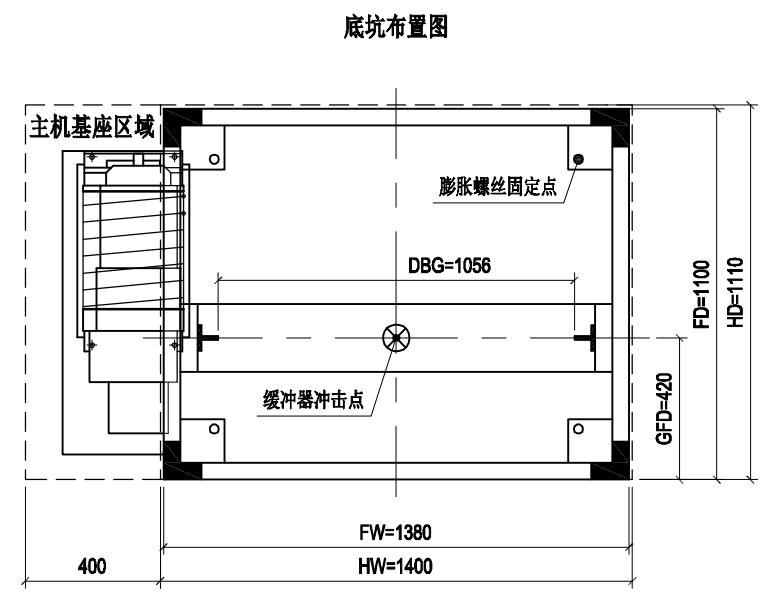 底坑布置图
主机基座区域
膨胀螺丝固定点
DBG=1056
FD=1100
HD=1110
缓冲器冲击点
GFD=420
FW=1380
400
HW=1400